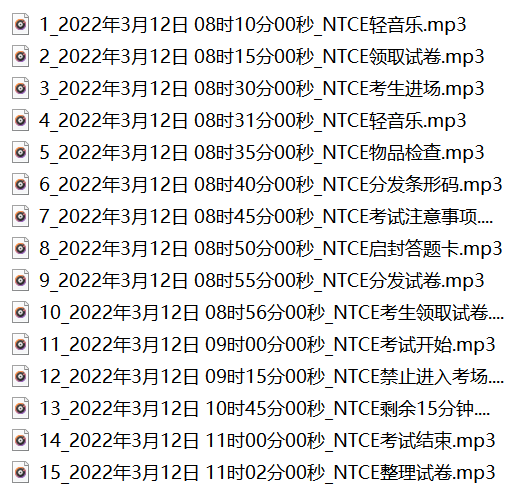 1_2022年3月12日 08时10分00秒_NTCE轻音乐.mp3
2_2022年3月12日 08时15分00秒_NTCE领取试卷.mp3
3_2022年3月12日 08时30分00秒_NTCE考生进场.mp3
4_2022年3月12日 08时31分00秒_NTCE轻音乐.mp3
5_2022年3月12日 08时35分00秒_NTCE物品检查.mp3
6_2022年3月12日 08时40分00秒_NTCE分发条形码.mp3
7_2022年3月12日 08时45分00秒_NTCE考试注意事项....
8_2022年3月12日 08时50分00秒_NTCE启封答题卡.mp3
9_2022年3月12日 08时55分00秒_NTCE分发试卷.mp3
10_2022年3月12日 08时56分00秒_NTCE考生领取试卷....
11_2022年3月12日 09时00分00秒_NTCE考试开始.mp3
12_2022年3月12日 09时15分00秒_NTCE禁止进入考场....
13_2022年3月12日 10时45分00秒_NTCE剩余15分钟....
14_2022年3月12日 11时00分00秒_NTCE考试结束.mp3
15_2022年3月12日 11时02分00秒_NTCE整理试卷.mp3